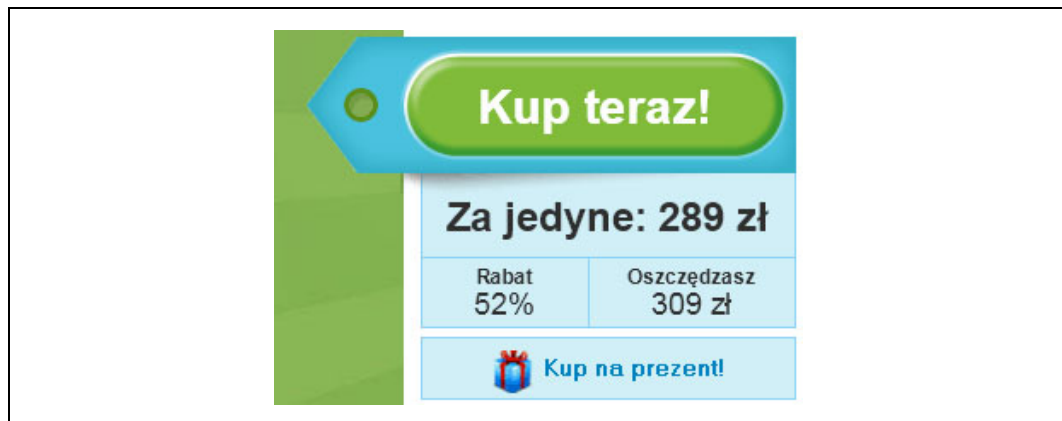 Kup teraz!
Za jedyne: 289 zł
Rabat
52%
Oszczędzasz
309 zł
Kup na prezent!